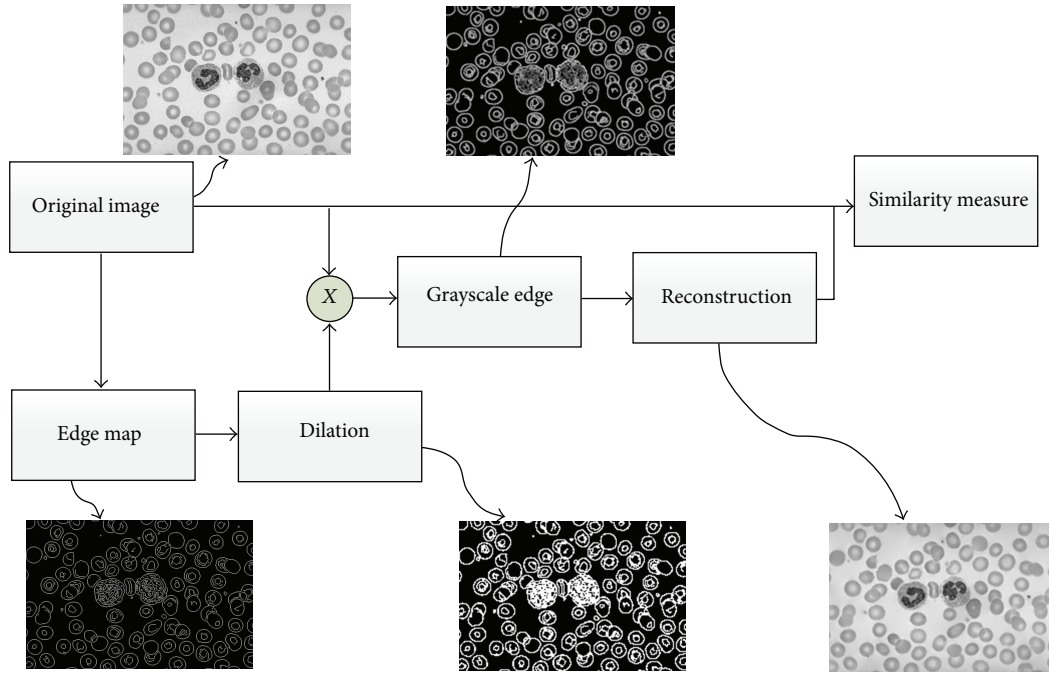 Original image
Similarity measure
X
Grayscale edge
Reconstruction
Edge map
Dilation